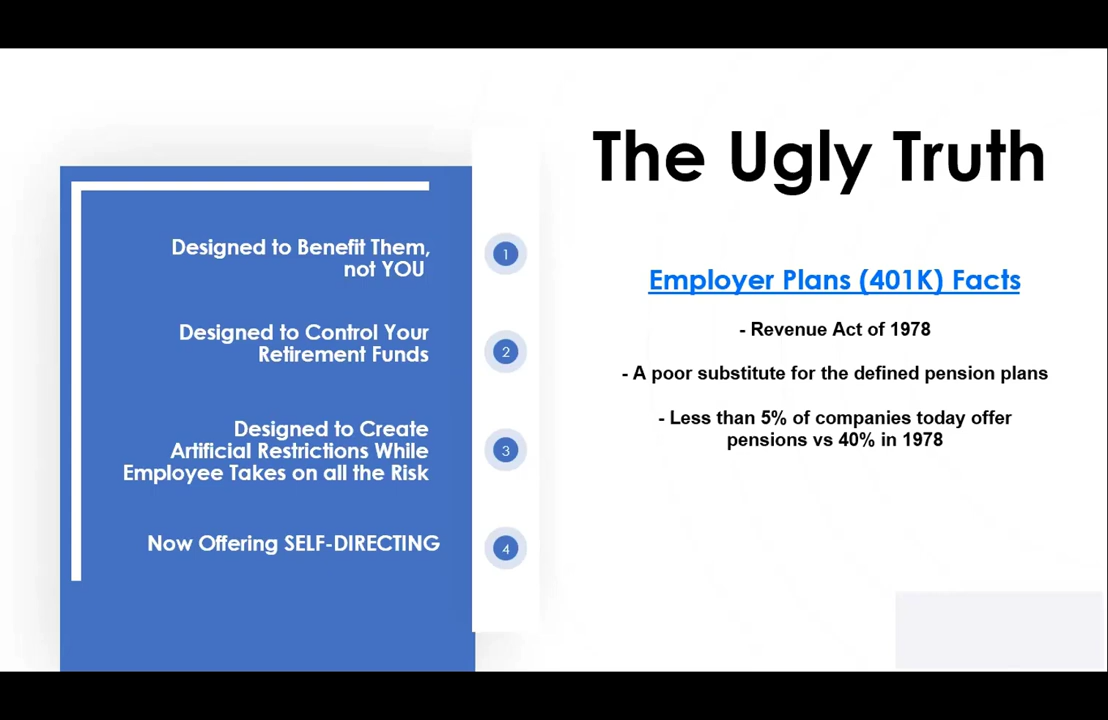 The Ugly Truth
Designed to Benefit Them,
not YOU
1
Designed to Control Your
Retirement Funds
2
Designed to Create
Artificial Restrictions While
Employee Takes on all the Risk
3
Now Offering SELF-DIRECTING
4
Employer Plans (401K) Facts
- Revenue Act of 1978
- A poor substitute for the defined pension plans
- Less than 5% of companies today offer
pensions vs 40% in 1978